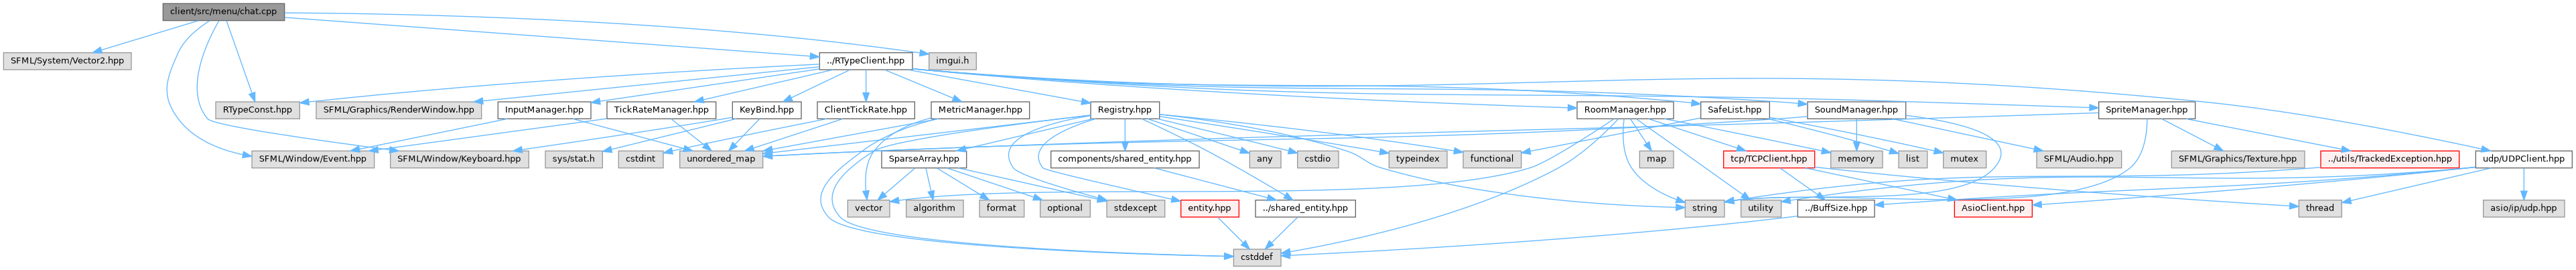 client/src/menu/chat.cpp
SFML/System/Vector2.hpp
../RTypeClient.hpp
imgui.h
RTypeConst.hpp
SFML/Graphics/RenderWindow.hpp
InputManager.hpp
TickRateManager.hpp
KeyBind.hpp
ClientTickRate.hpp
MetricManager.hpp
Registry.hpp
RoomManager.hpp
SafeList.hpp
SoundManager.hpp
SpriteManager.hpp
SFML/Window/Event.hpp
SFML/Window/Keyboard.hpp
sys/stat.h
cstdint
unordered_map
SparseArray.hpp
components/shared_entity.hpp
any
cstdio
typeindex
functional
map
tcp/TCPClient.hpp
memory
list
mutex
SFML/Audio.hpp
SFML/Graphics/Texture.hpp
../utils/TrackedException.hpp
udp/UDPClient.hpp
vector
algorithm
format
optional
stdexcept
entity.hpp
../shared_entity.hpp
string
utility
../BuffSize.hpp
AsioClient.hpp
thread
asio/ip/udp.hpp
cstddef